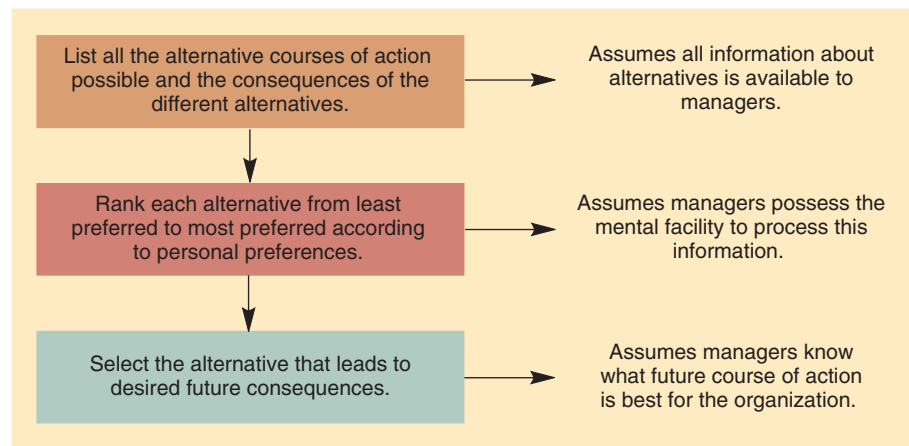 List all the alternative courses of action
possible and the consequences of the
different alternatives.
Assumes all information about
alternatives is available to
managers.
Rank each alternative from least
preferred to most preferred according
to personal preferences.
Assumes managers possess the
mental facility to process this
information.
Select the alternative that leads to
desired future consequences.
Assumes managers know
what future course of action
is best for the organization.